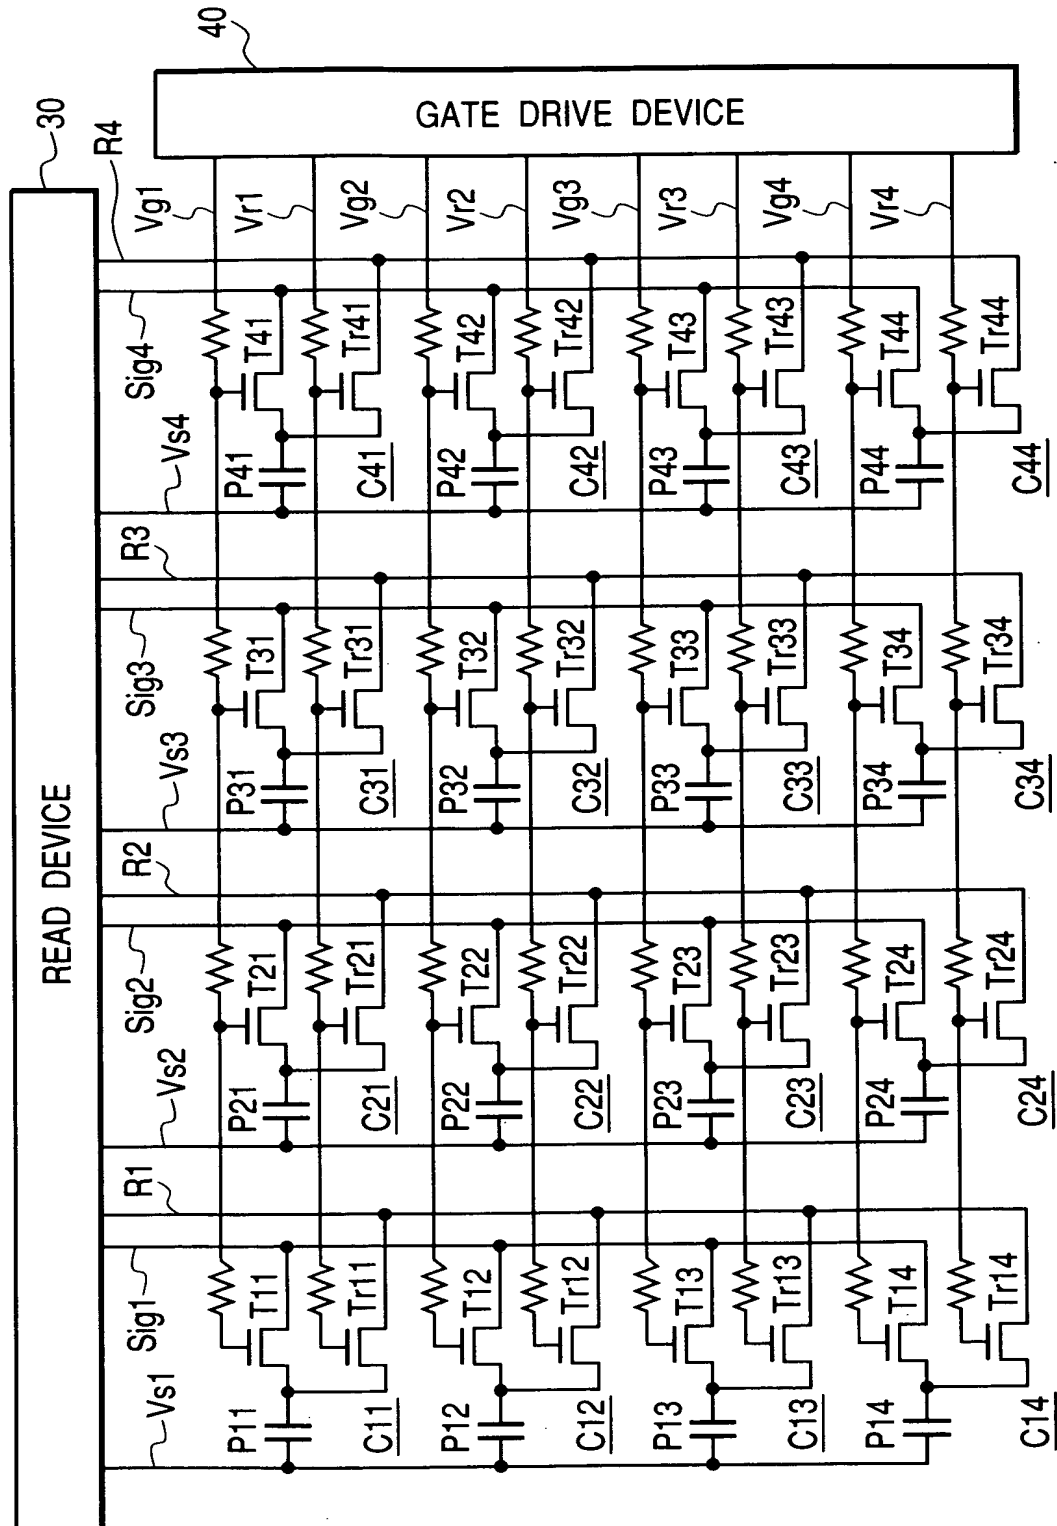 READ DEVICE
30
GATE DRIVE DEVICE
40
Vs1
Sig1
R1
Vs2
Sig2
R2
Vs3
Sig3
R3
Vs4
Sig4
R4
Vg1
Vr1
Vg2
Vr2
Vg3
Vr3
Vg4
Vr4
P11
T11
Tr11
C11
P21
T21
Tr21
C21
P31
T31
Tr31
C31
P41
T41
Tr41
C41
P12
T12
Tr12
C12
P22
T22
Tr22
C22
P32
T32
Tr32
C32
P42
T42
Tr42
C42
P13
T13
Tr13
C13
P23
T23
Tr23
C23
P33
T33
Tr33
C33
P43
T43
Tr43
C43
P14
T14
Tr14
C14
P24
T24
Tr24
C24
P34
T34
Tr34
C34
P44
T44
Tr44
C44